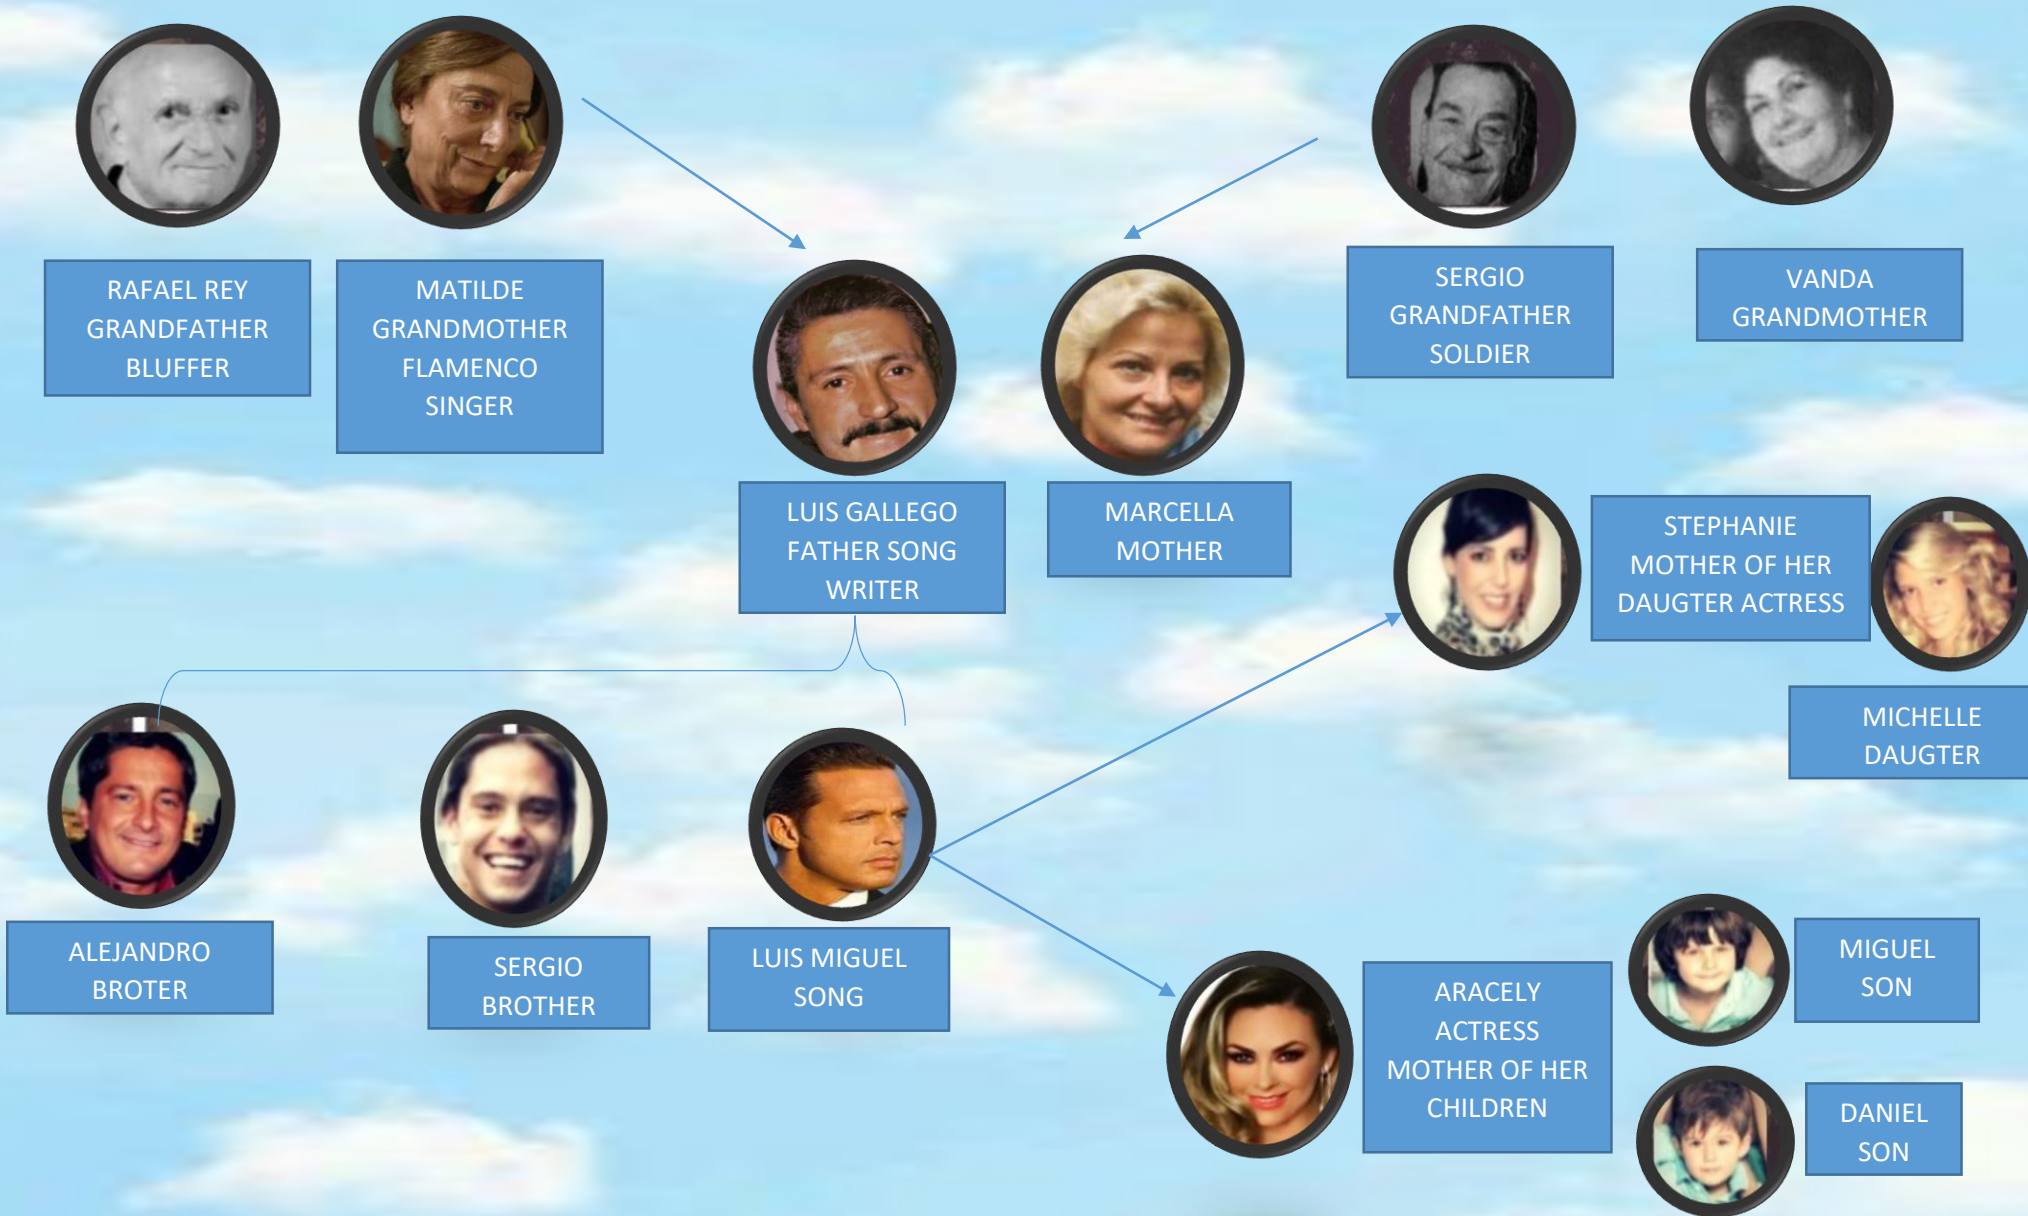 RAFAEL REY
GRANDFATHER
BLUFFER
MATILDE
GRANDMOTHER
FLAMENCO
SINGER
SERGIO
GRANDFATHER
SOLDIER
VANDA
GRANDMOTHER
LUIS GALLEGO
FATHER SONG
WRITER
MARCELLA
MOTHER
STEPHANIE
MOTHER OF HER
DAUGTER ACTRESS
MICHELLE
DAUGTER
ALEJANDRO
BROTER
SERGIO
BROTHER
LUIS MIGUEL
SONG
ARACELY
ACTRESS
MOTHER OF HER
CHILDREN
MIGUEL
SON
DANIEL
SON